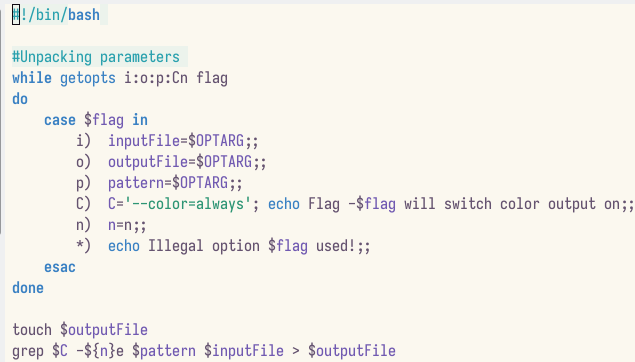 #!/bin/bash

#Unpacking parameters
while getopts i:o:p:Cn flag
do
    case $flag in
        i)  inputFile=$OPTARG;;
        o)  outputFile=$OPTARG;;
        p)  pattern=$OPTARG;;
        C)  C='--color=always'; echo Flag -$flag will switch color output on;;
        n)  n=n;;
        *)  echo Illegal option $flag used!;;
    esac
done

touch $outputFile
grep $C -${n}e $pattern $inputFile > $outputFile